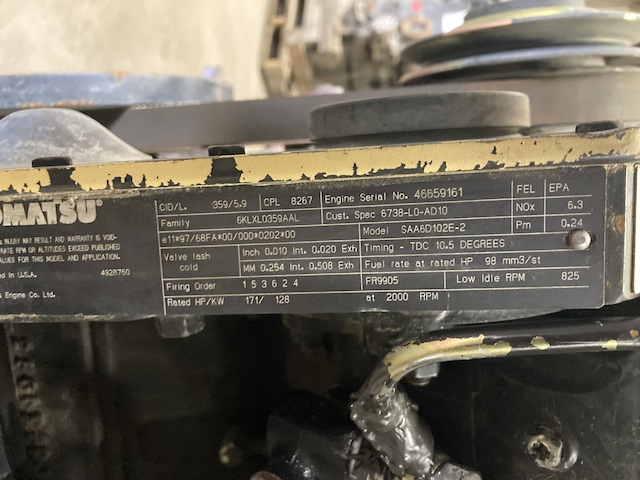 OMATSU
INJURY MAY RESULT AND WARRANTY IS VOID-
RPM OR ALTITUDES EXCEED PUBLISHED
VALUES FOR THIS MODEL AND APPLICATION.
in U.S.A. 4928760
Engine Co. Ltd.
CID/L. 359/5.9 CPL 8267 Engine Serial No. 46659161 FEL EPA
Family 6KLXL0359AAL Cust. Spec 6738-L0-AD10 NOx 6.3
e11*97/68FA*00/000*0202*00 Model SAA6D102E-2 Pm 0.24
Valve lash cold Inch 0.010 Int. 0.020 Exh Timing - TDC 10.5 DEGREES
MM 0.254 Int. 0.508 Exh Fuel rate at rated HP 98 mm3/st
Firing Order 1 5 3 6 2 4 FR9905 Low Idle RPM 825
Rated HP/KW 171/ 128 at 2000 RPM